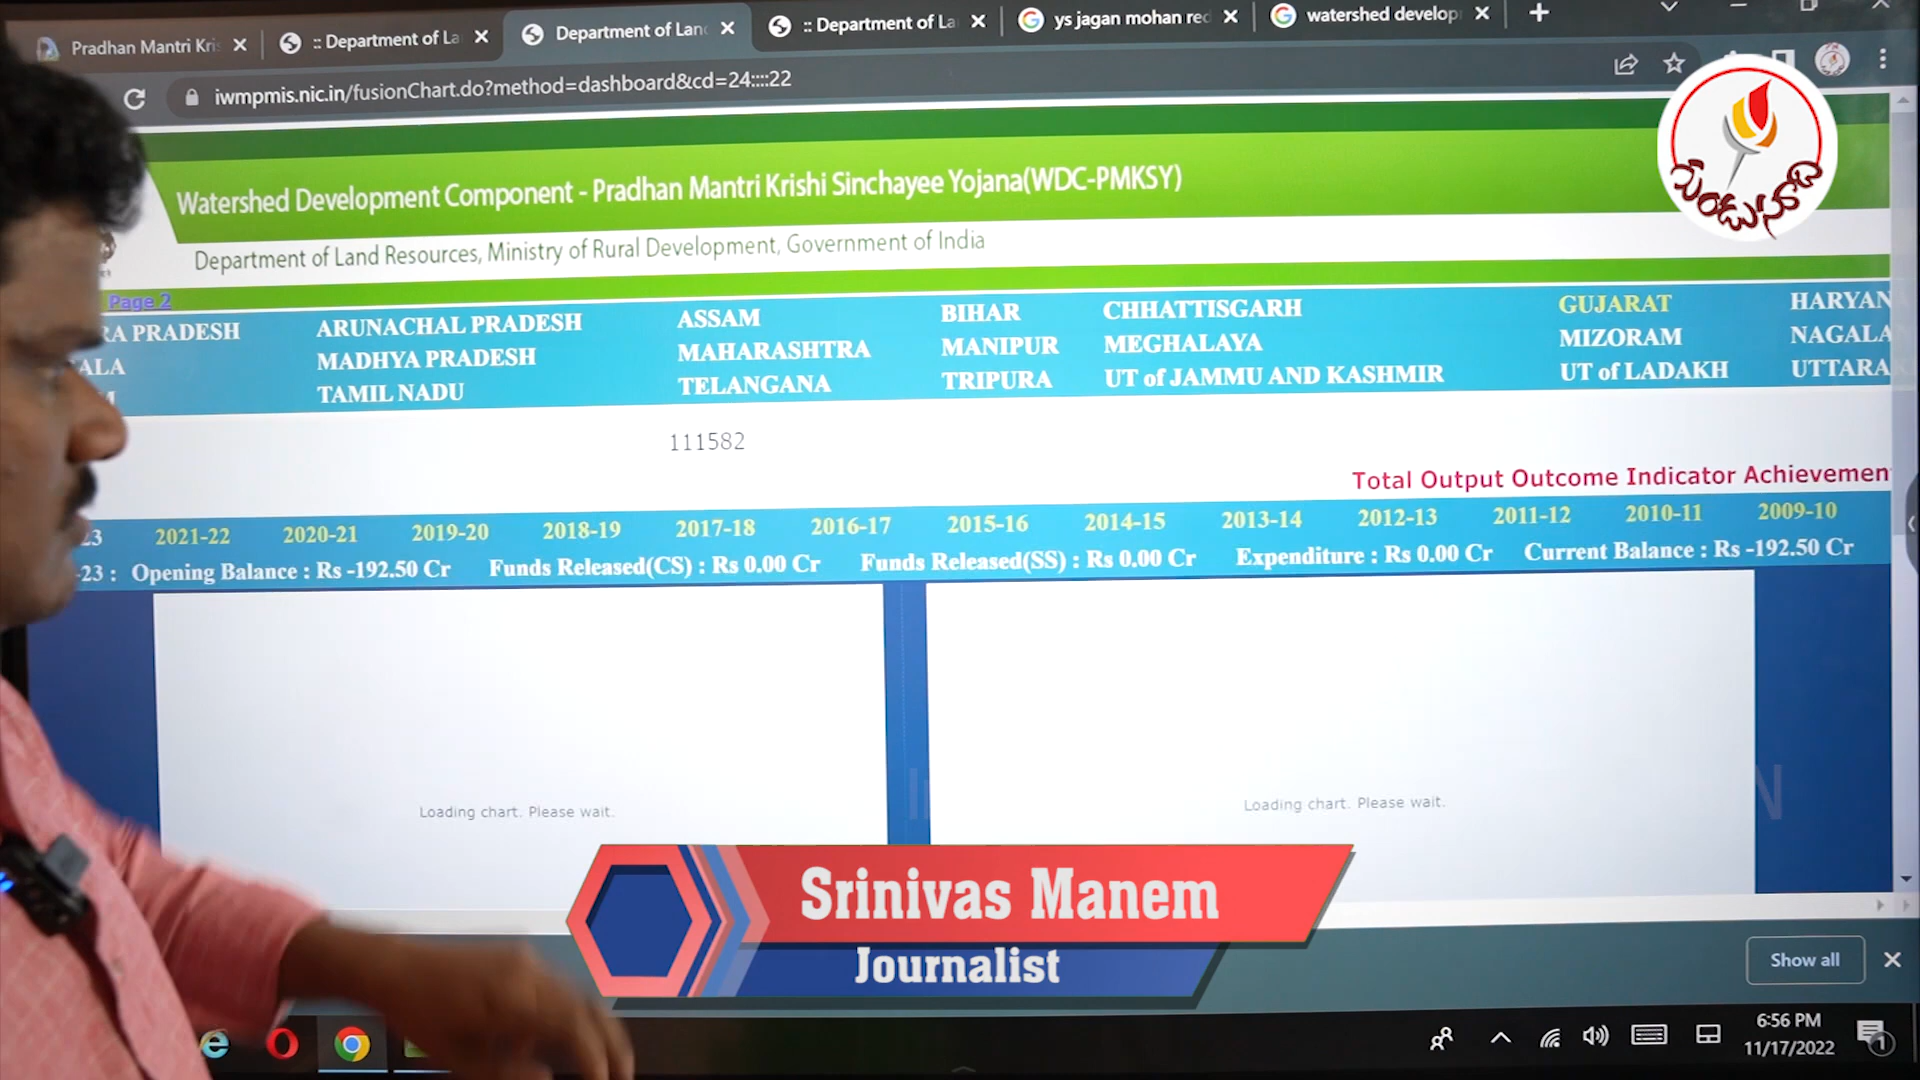 Pradhan Mantri Kris
:: Department of La
Department of Land
:: Department of La
ys jagan mohan red
watershed develop
iwmpmis.nic.in/fusionChart.do?method=dashboard&cd=24::::22
పిండుసూది
Watershed Development Component - Pradhan Mantri Krishi Sinchayee Yojana(WDC-PMKSY)
Department of Land Resources, Ministry of Rural Development, Government of India
Page 2
RA PRADESH ARUNACHAL PRADESH ASSAM BIHAR CHHATTISGARH GUJARAT HARYAN
ALA MADHYA PRADESH MAHARASHTRA MANIPUR MEGHALAYA MIZORAM NAGALA
M TAMIL NADU TELANGANA TRIPURA UT of JAMMU AND KASHMIR UT of LADAKH UTTARA
111582
Total Output Outcome Indicator Achievemen
23 2021-22 2020-21 2019-20 2018-19 2017-18 2016-17 2015-16 2014-15 2013-14 2012-13 2011-12 2010-11 2009-10
-23 : Opening Balance : Rs -192.50 Cr Funds Released(CS) : Rs 0.00 Cr Funds Released(SS) : Rs 0.00 Cr Expenditure : Rs 0.00 Cr Current Balance : Rs -192.50 Cr
Loading chart. Please wait.
Loading chart. Please wait.
Srinivas Manem
Journalist
Show all
6:56 PM
11/17/2022
1